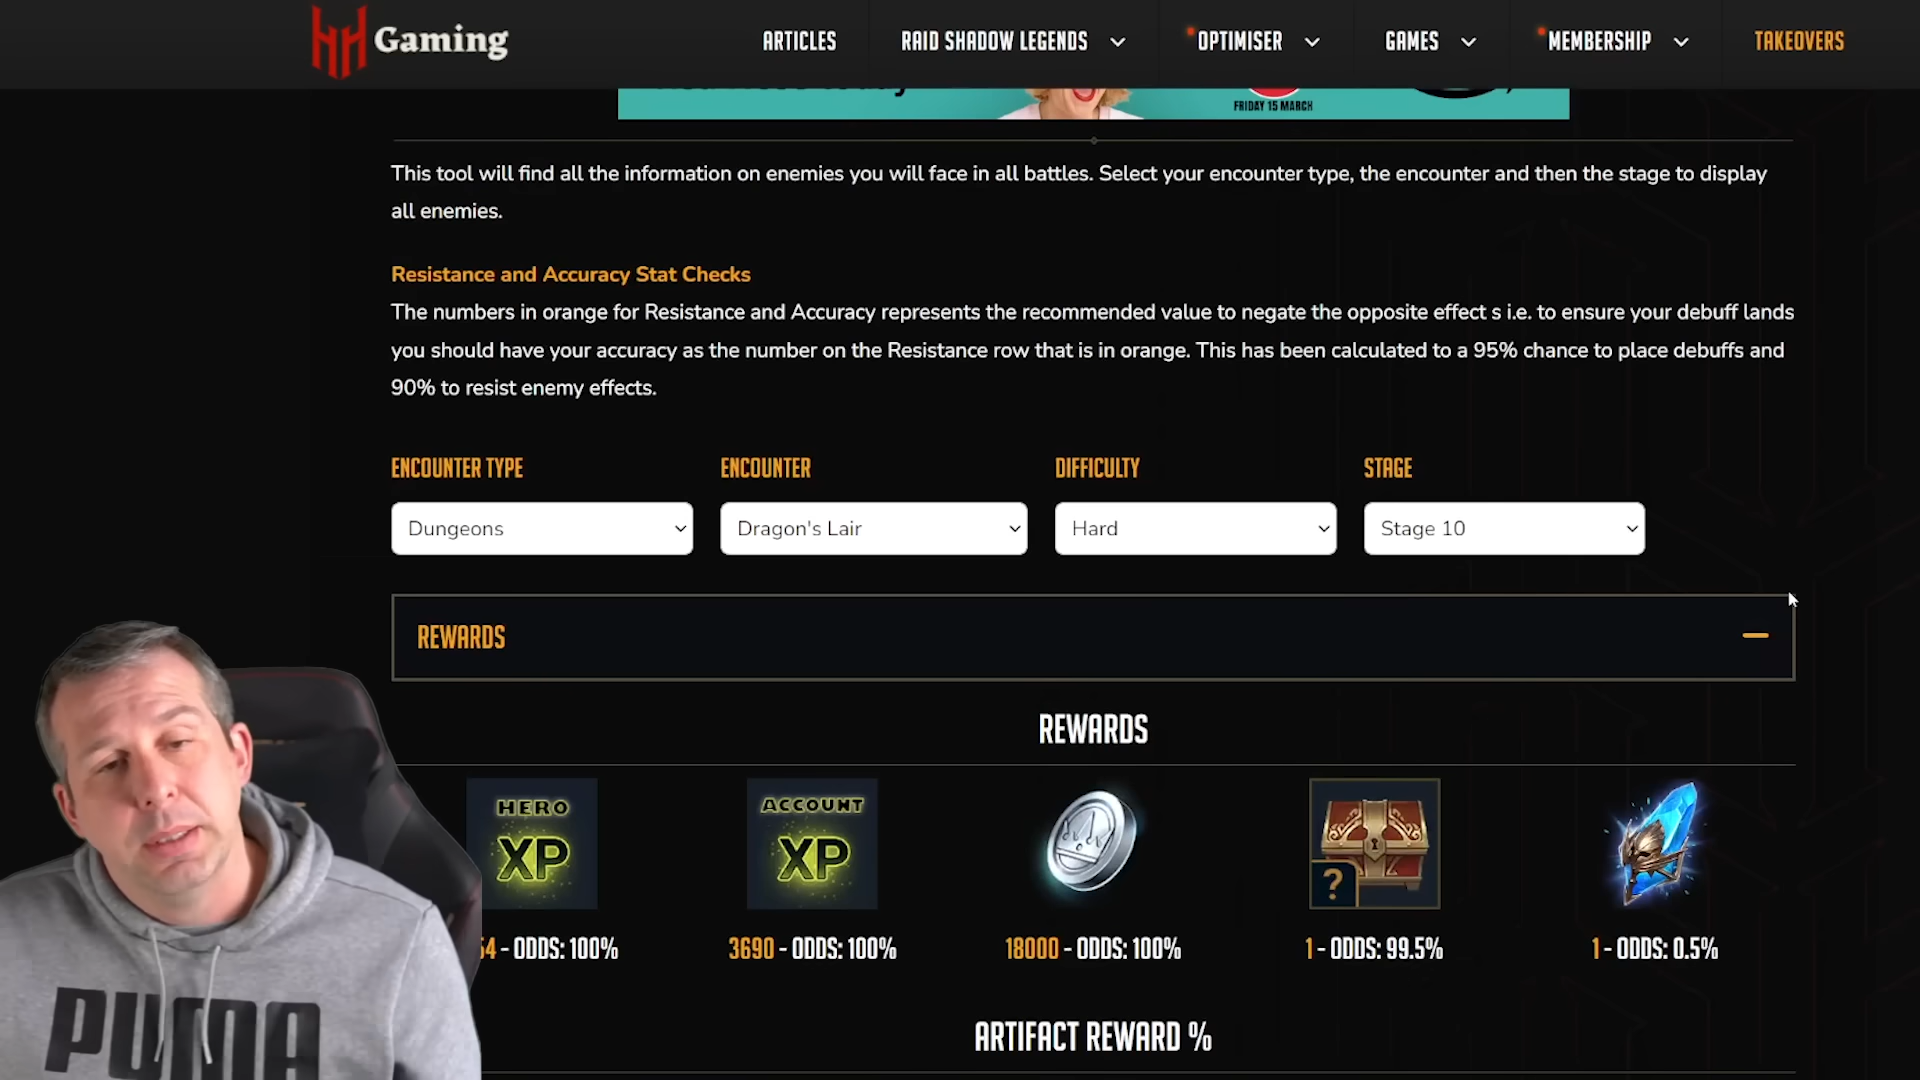 Gaming
ARTICLES
RAID SHADOW LEGENDS
OPTIMISER
GAMES
MEMBERSHIP
TAKEOVERS
FRIDAY 15 MARCH
This tool will find all the information on enemies you will face in all battles. Select your encounter type, the encounter and then the stage to display
all enemies.
Resistance and Accuracy Stat Checks
The numbers in orange for Resistance and Accuracy represents the recommended value to negate the opposite effect s i.e. to ensure your debuff lands
you should have your accuracy as the number on the Resistance row that is in orange. This has been calculated to a 95% chance to place debuffs and
90% to resist enemy effects.
ENCOUNTER TYPE
ENCOUNTER
DIFFICULTY
STAGE
Dungeons
Dragon's Lair
Hard
Stage 10
REWARDS
REWARDS
HERO
XP
ACCOUNT
XP
?
- ODDS: 100%
3690 - ODDS: 100%
18000 - ODDS: 100%
1 - ODDS: 99.5%
1 - ODDS: 0.5%
ARTIFACT REWARD %
PUMA